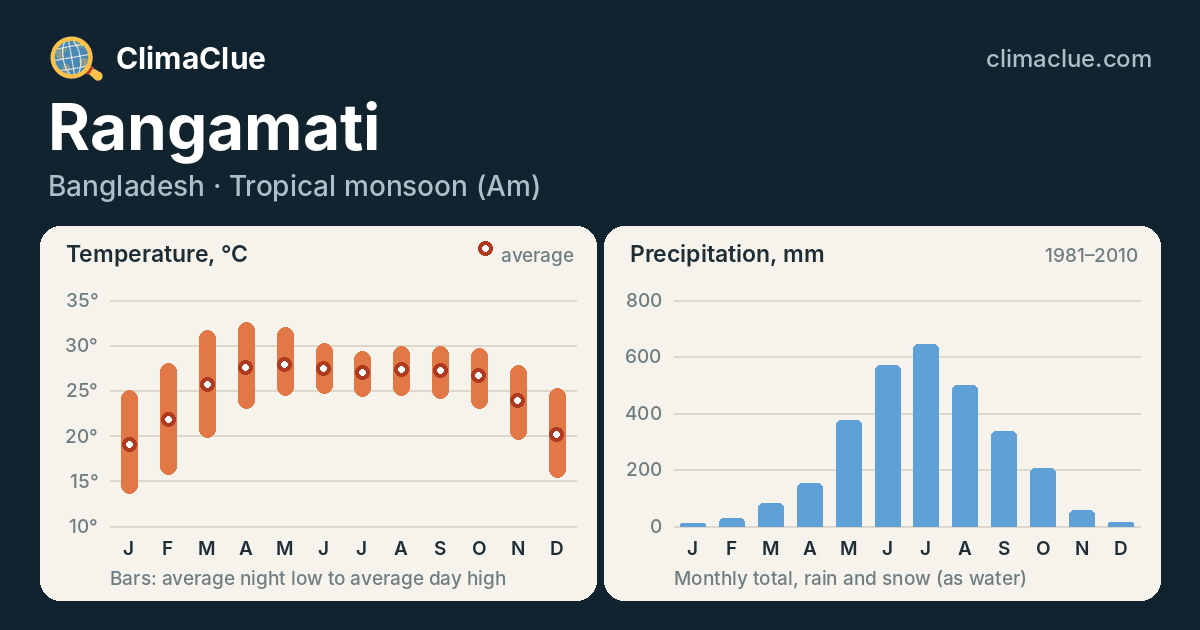 ClimaClue
climaclue.com
Rangamati
Bangladesh · Tropical monsoon (Am)
Temperature, °C
average
35°
30°
25°
20°
15°
10°
J F M A M J J A S O N D
Bars: average night low to average day high
Precipitation, mm
1981–2010
800
600
400
200
0
J F M A M J J A S O N D
Monthly total, rain and snow (as water)